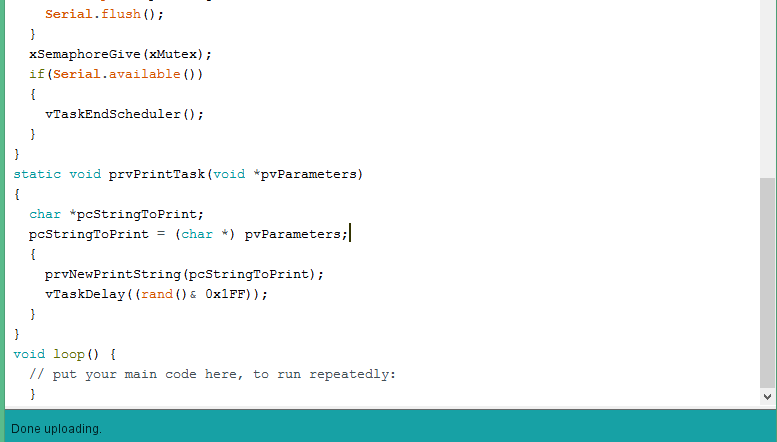 Serial.flush();
}
xSemaphoreGive(xMutex);
if(Serial.available())
{
vTaskEndScheduler();
}
}
static void prvPrintTask(void *pvParameters)
{
char *pcStringToPrint;
pcStringToPrint = (char *) pvParameters;
{
prvNewPrintString(pcStringToPrint);
vTaskDelay((rand()& 0x1FF));
}
}
void loop() {
// put your main code here, to run repeatedly:
}
Done uploading.